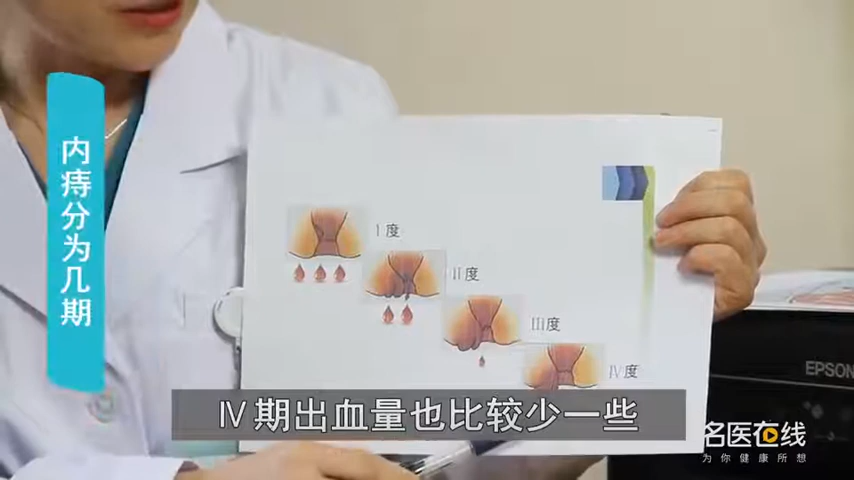 内痔分为几期
Ⅰ度
Ⅱ度
Ⅲ度
Ⅳ度
EPSON
Ⅳ期出血量也比较少一些
名医在线
为你健康所想